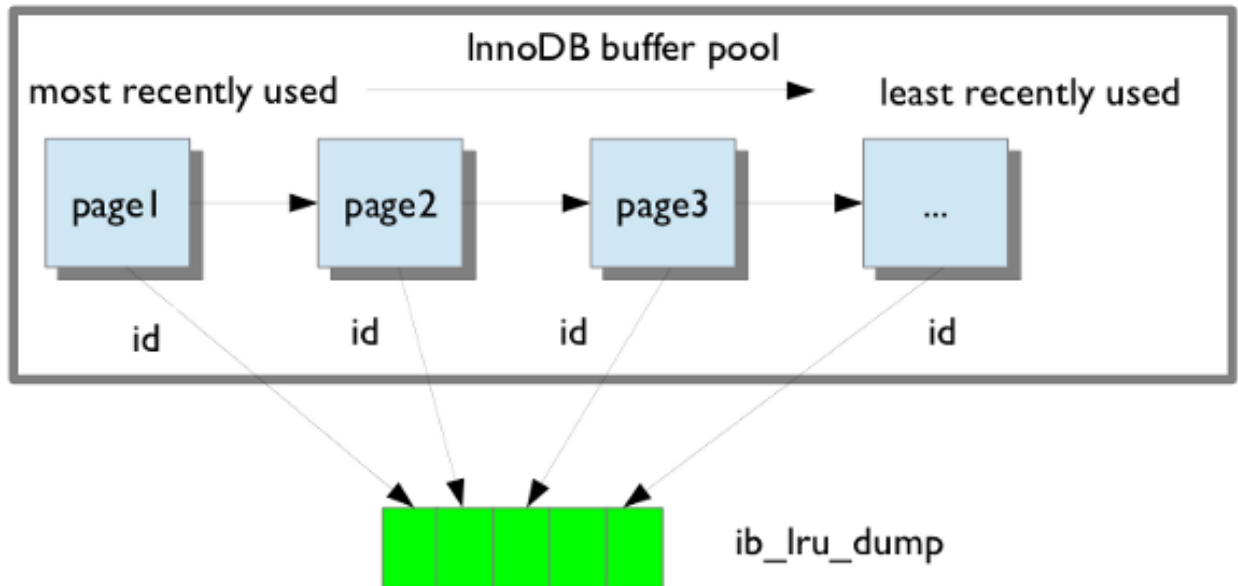 InnoDB buffer pool
most recently used
least recently used
page1
page2
page3
...
id
id
id
id
ib_lru_dump